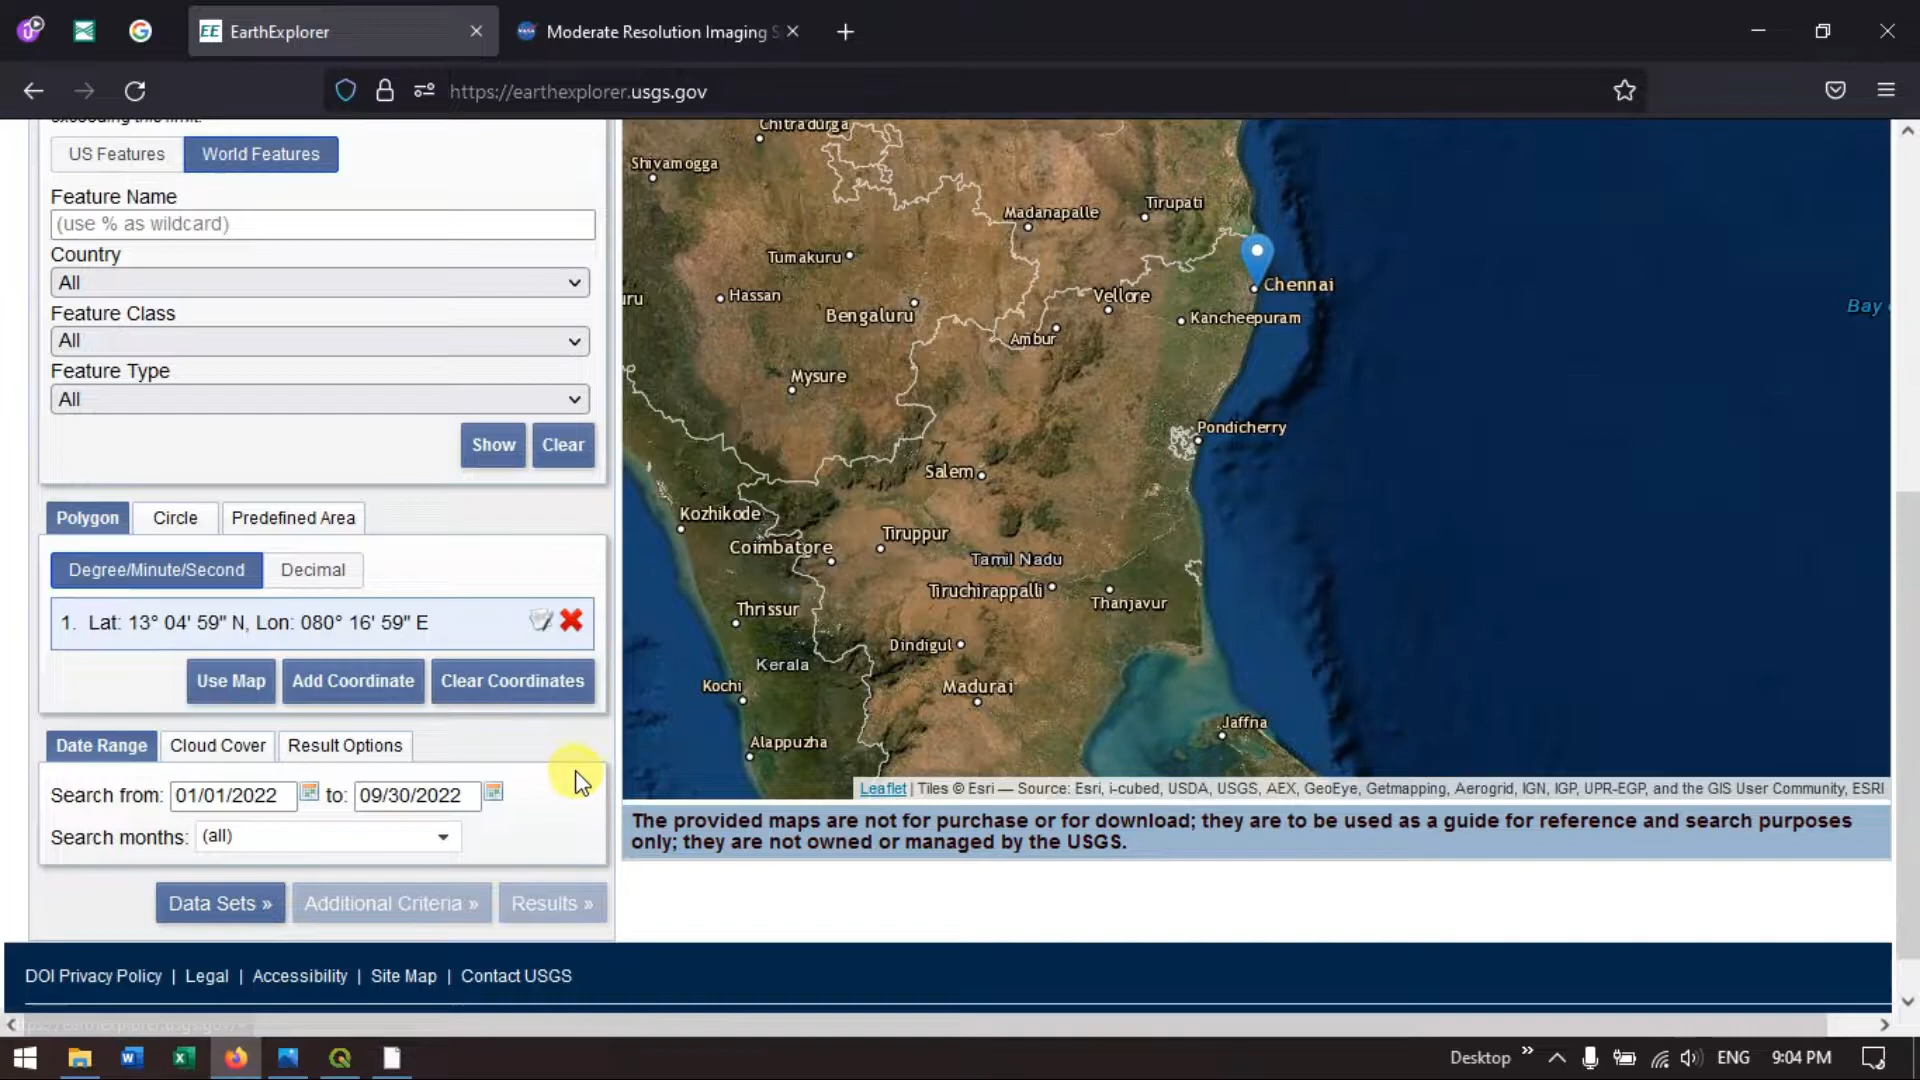 EE EarthExplorer
Moderate Resolution Imaging S
https://earthexplorer.usgs.gov
exceeding this limit.
US Features
World Features
Feature Name
(use % as wildcard)
Country
All
Feature Class
All
Feature Type
All
Show
Clear
Polygon
Circle
Predefined Area
Degree/Minute/Second
Decimal
1. Lat: 13° 04' 59" N, Lon: 080° 16' 59" E
Use Map
Add Coordinate
Clear Coordinates
Date Range
Cloud Cover
Result Options
Search from: 01/01/2022 to: 09/30/2022
Search months: (all)
Data Sets »
Additional Criteria »
Results »
Chitradurga
Shivamogga
Madanapalle
Tirupati
Tumakuru
Chennai
Hassan
Vellore
Bay
Bengaluru
Kancheepuram
Ambur
Mysure
Pondicherry
Salem
Kozhikode
Tiruppur
Coimbatore
Tamil Nadu
Tiruchirappalli
Thanjavur
Thrissur
Dindigul
Kerala
Kochi
Madurai
Jaffna
Alappuzha
Leaflet | Tiles © Esri — Source: Esri, i-cubed, USDA, USGS, AEX, GeoEye, Getmapping, Aerogrid, IGN, IGP, UPR-EGP, and the GIS User Community, ESRI
The provided maps are not for purchase or for download; they are to be used as a guide for reference and search purposes
only; they are not owned or managed by the USGS.
DOI Privacy Policy | Legal | Accessibility | Site Map | Contact USGS
Desktop
ENG
9:04 PM